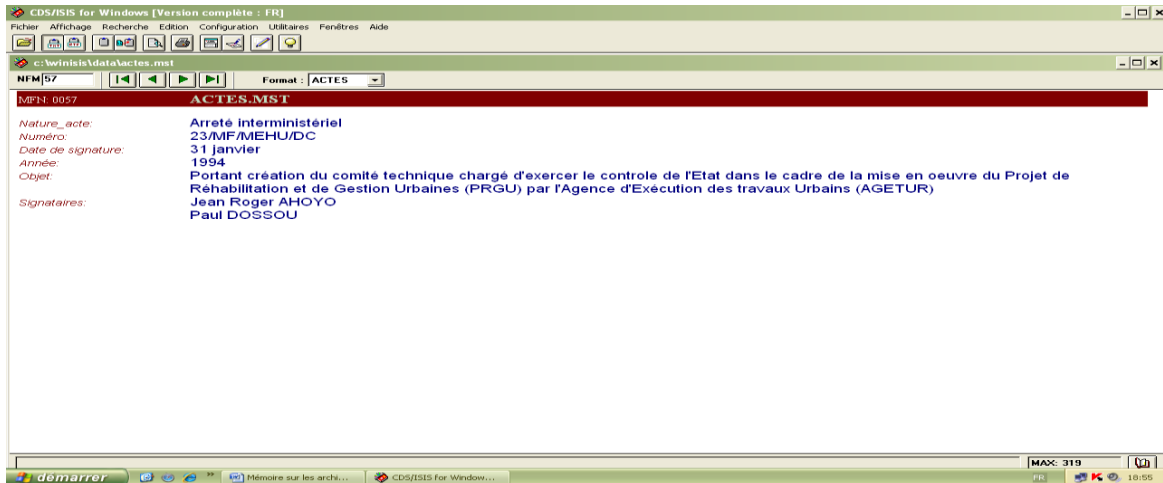 CDS/ISIS for Windows [Version complète : FR]
Fichier Affichage Recherche Edition Configuration Utilitaires Fenêtres Aide
c:\winisis\data\actes.mst
NFM 57 Format : ACTES
MFN: 0057 ACTES.MST
Nature_acte: Arreté interministériel
Numéro: 23/MF/MEHU/DC
Date de signature: 31 janvier
Année: 1994
Objet: Portant création du comité technique chargé d'exercer le controle de l'Etat dans le cadre de la mise en oeuvre du Projet de
Réhabilitation et de Gestion Urbaines (PRGU) par l'Agence d'Exécution des travaux Urbains (AGETUR)
Signataires: Jean Roger AHOYO
Paul DOSSOU
MAX: 319
démarrer Mémoire sur les archi... CDS/ISIS for Window... FR 18:55